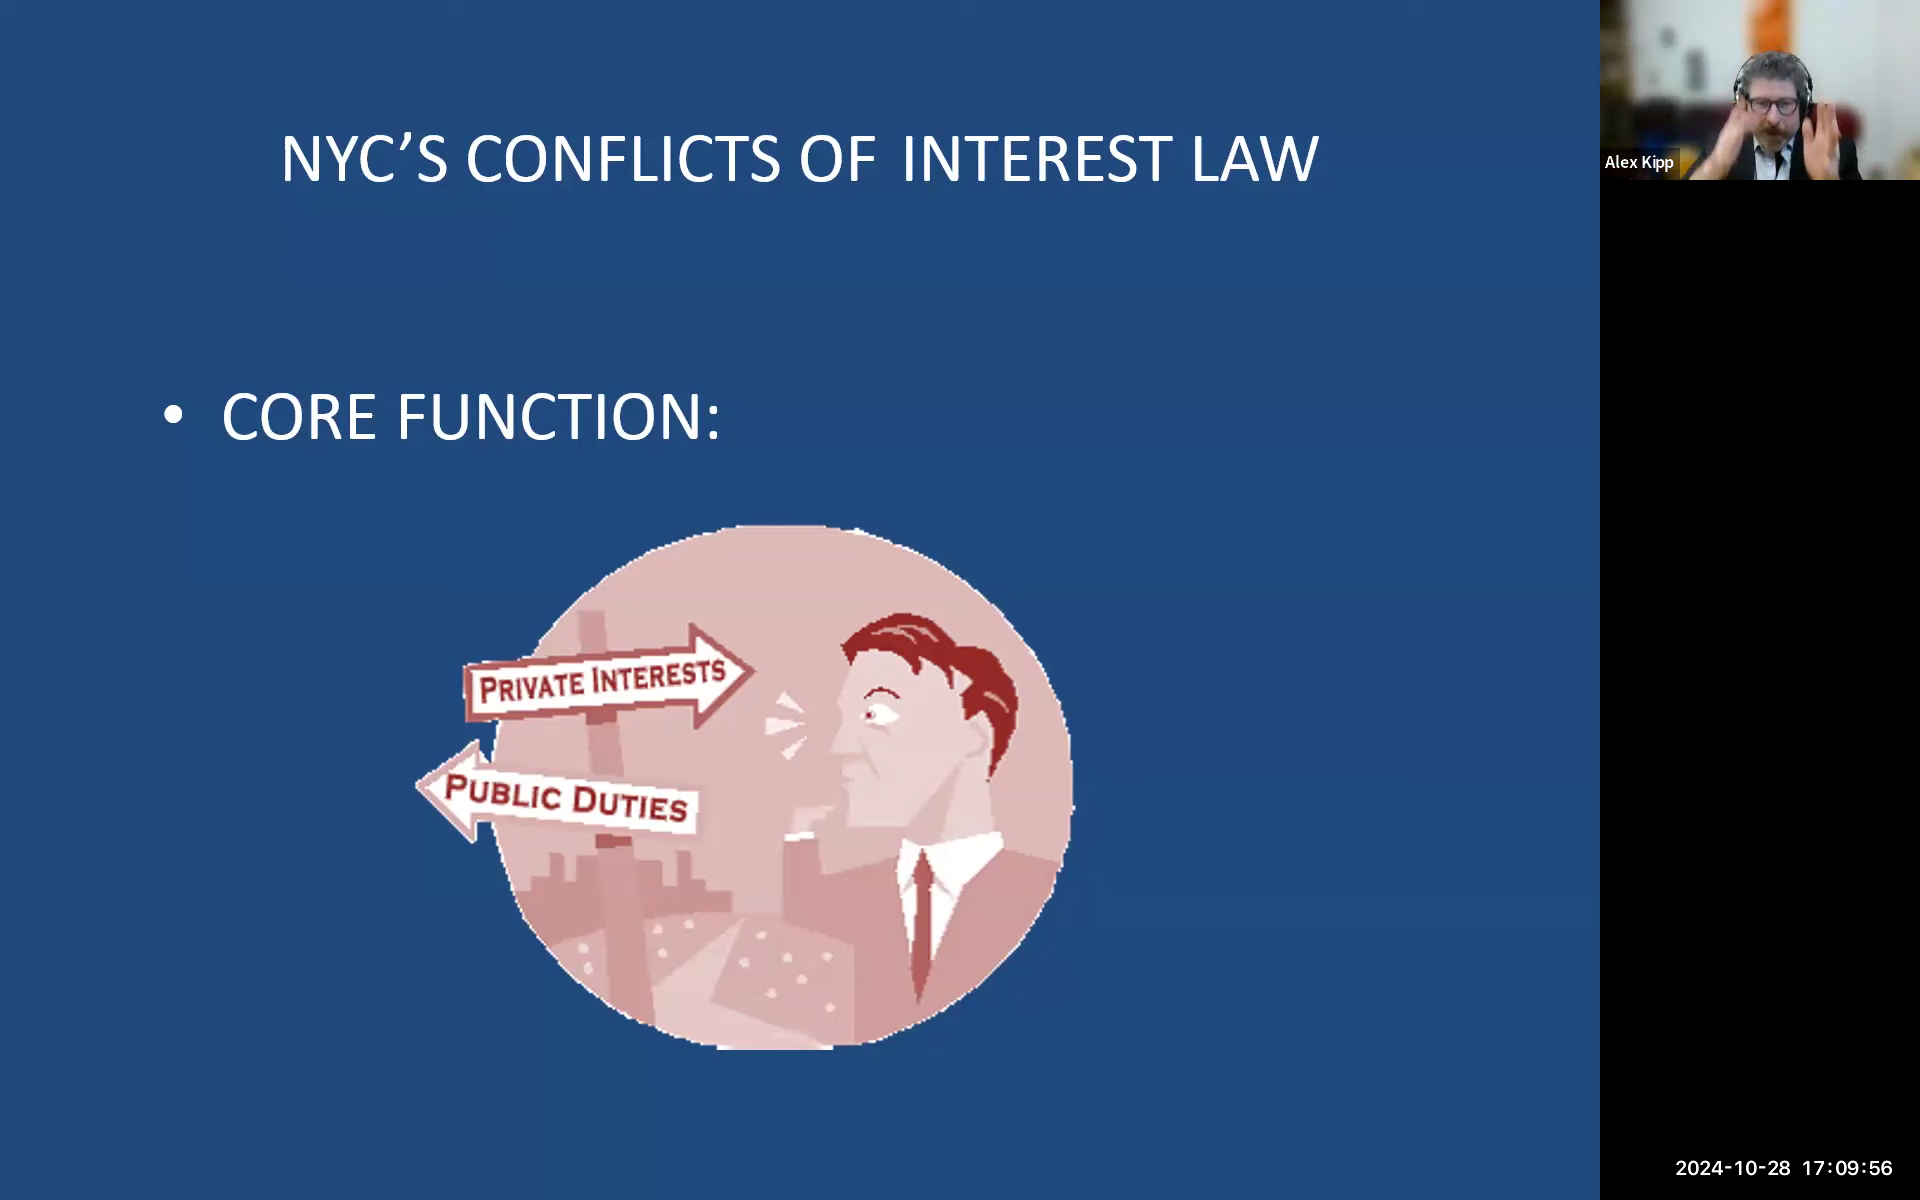 NYC’S CONFLICTS OF INTEREST LAW
• CORE FUNCTION:
PRIVATE INTERESTS
PUBLIC DUTIES
Alex Kipp
2024-10-28 17:09:56